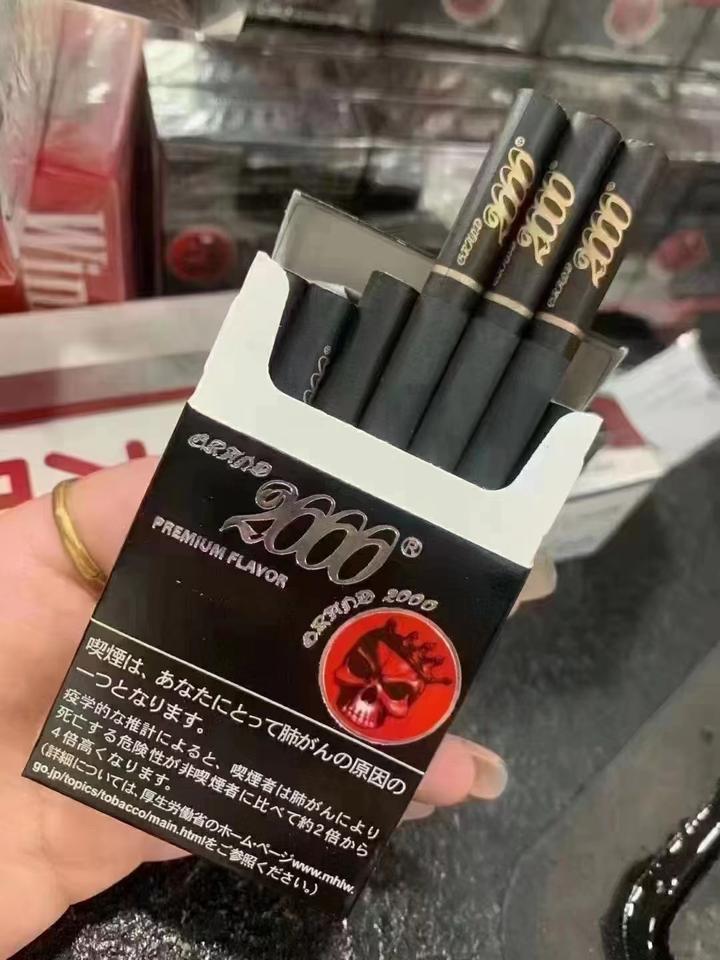 GRAND
2000®
GRAND
2000®
GRAND
2000®
GRAND
2000®
PREMIUM FLAVOR
GRAND 2000
喫煙は、あなたにとって肺がんの原因の
一つとなります。
疫学的な推計によると、喫煙者は肺がんにより
死亡する危険性が非喫煙者に比べて約2倍から
4倍高くなります。
(詳細については、厚生労働省のホーム・ページwww.mhlw.
go.jp/topics/tobacco/main.htmlをご参照ください。)